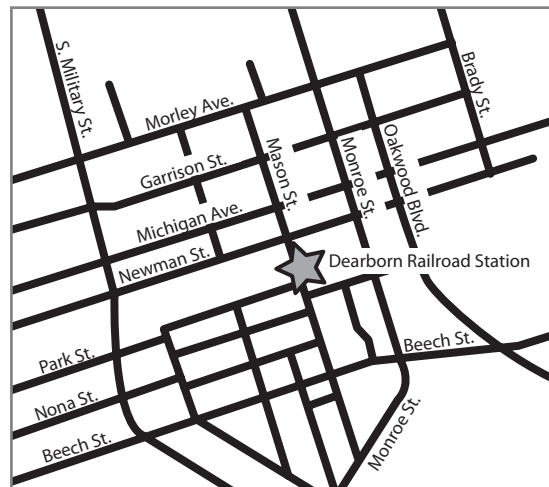 S. Military St.
Brady St.
Morley Ave.
Garrison St.
Mason St.
Monroe St.
Oakwood Blvd.
Michigan Ave.
Newman St.
Dearborn Railroad Station
Park St.
Beech St.
Nona St.
Beech St.
Monroe St.